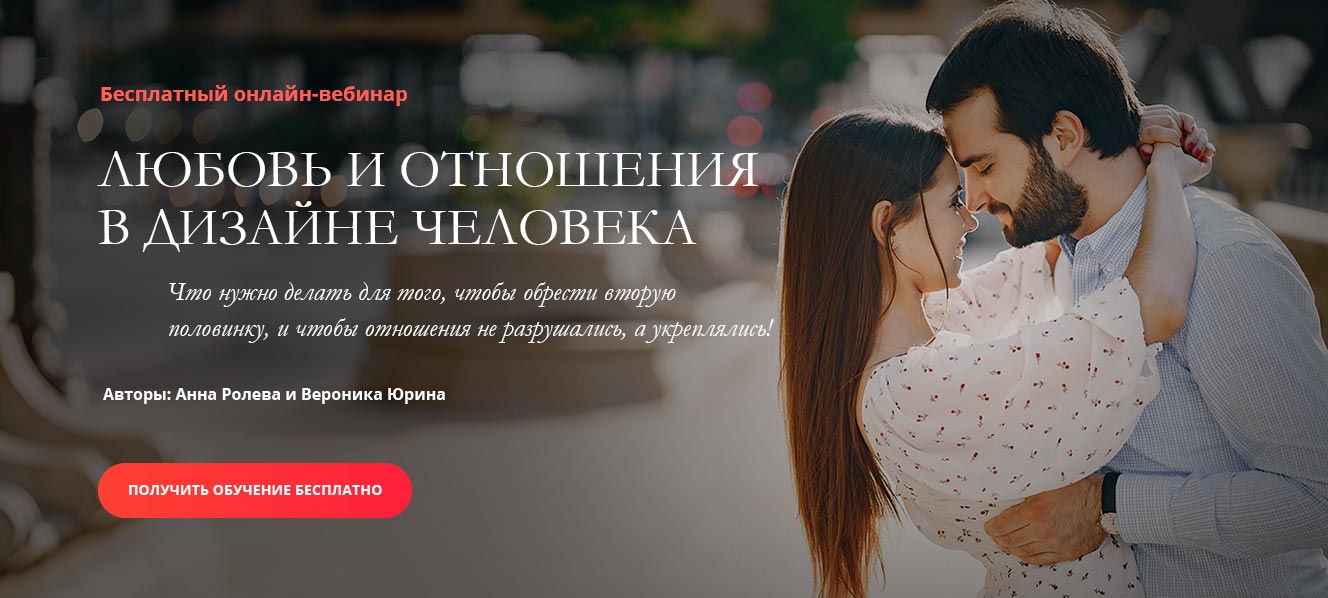 Бесплатный онлайн-вебинар
ЛЮБОВЬ И ОТНОШЕНИЯ
В ДИЗАЙНЕ ЧЕЛОВЕКА
Что нужно делать для того, чтобы обрести вторую
половинку, и чтобы отношения не разрушались, а укреплялись!
Авторы: Анна Ролева и Вероника Юрина
ПОЛУЧИТЬ ОБУЧЕНИЕ БЕСПЛАТНО